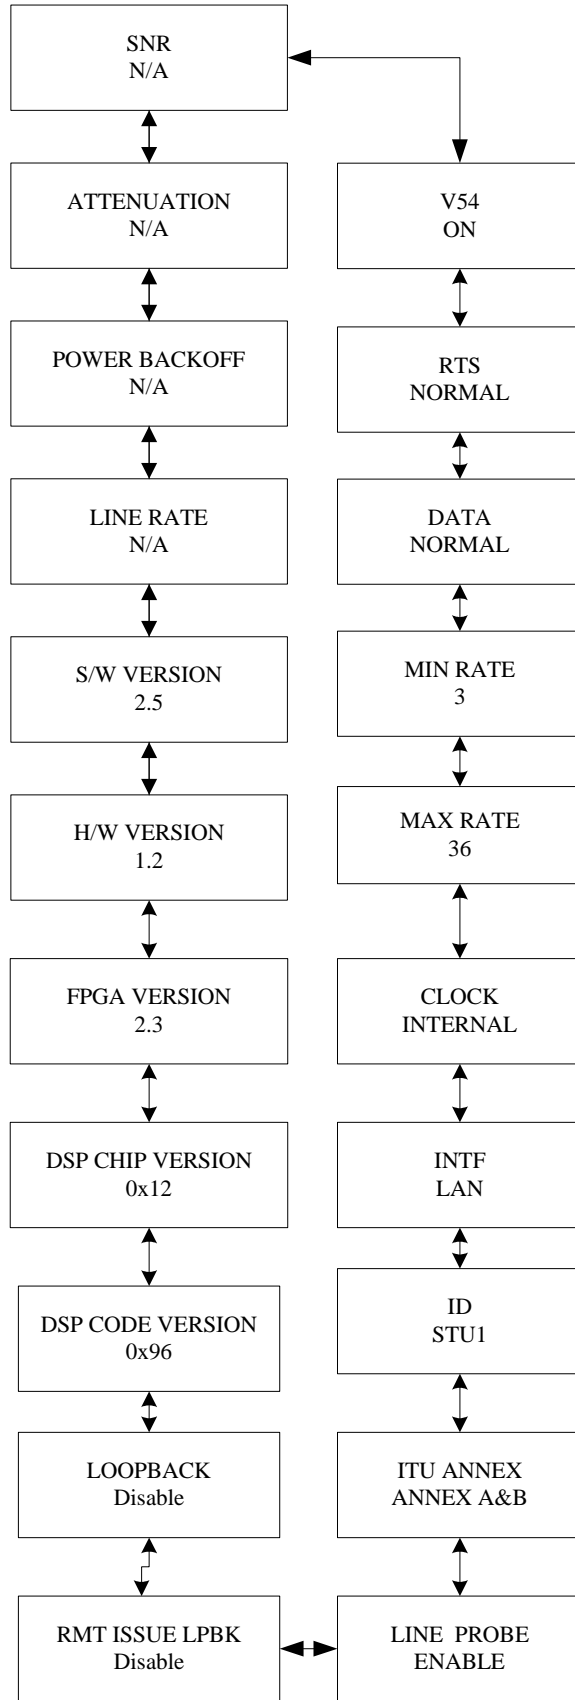 SNR
N/A
ATTENUATION
N/A
POWER BACKOFF
N/A
LINE RATE
N/A
S/W VERSION
2.5
H/W VERSION
1.2
FPGA VERSION
2.3
DSP CHIP VERSION
0x12
DSP CODE VERSION
0x96
LOOPBACK
Disable
RMT ISSUE LPBK
Disable
V54
ON
RTS
NORMAL
DATA
NORMAL
MIN RATE
3
MAX RATE
36
CLOCK
INTERNAL
INTF
LAN
ID
STU1
ITU ANNEX
ANNEX A&B
LINE PROBE
ENABLE